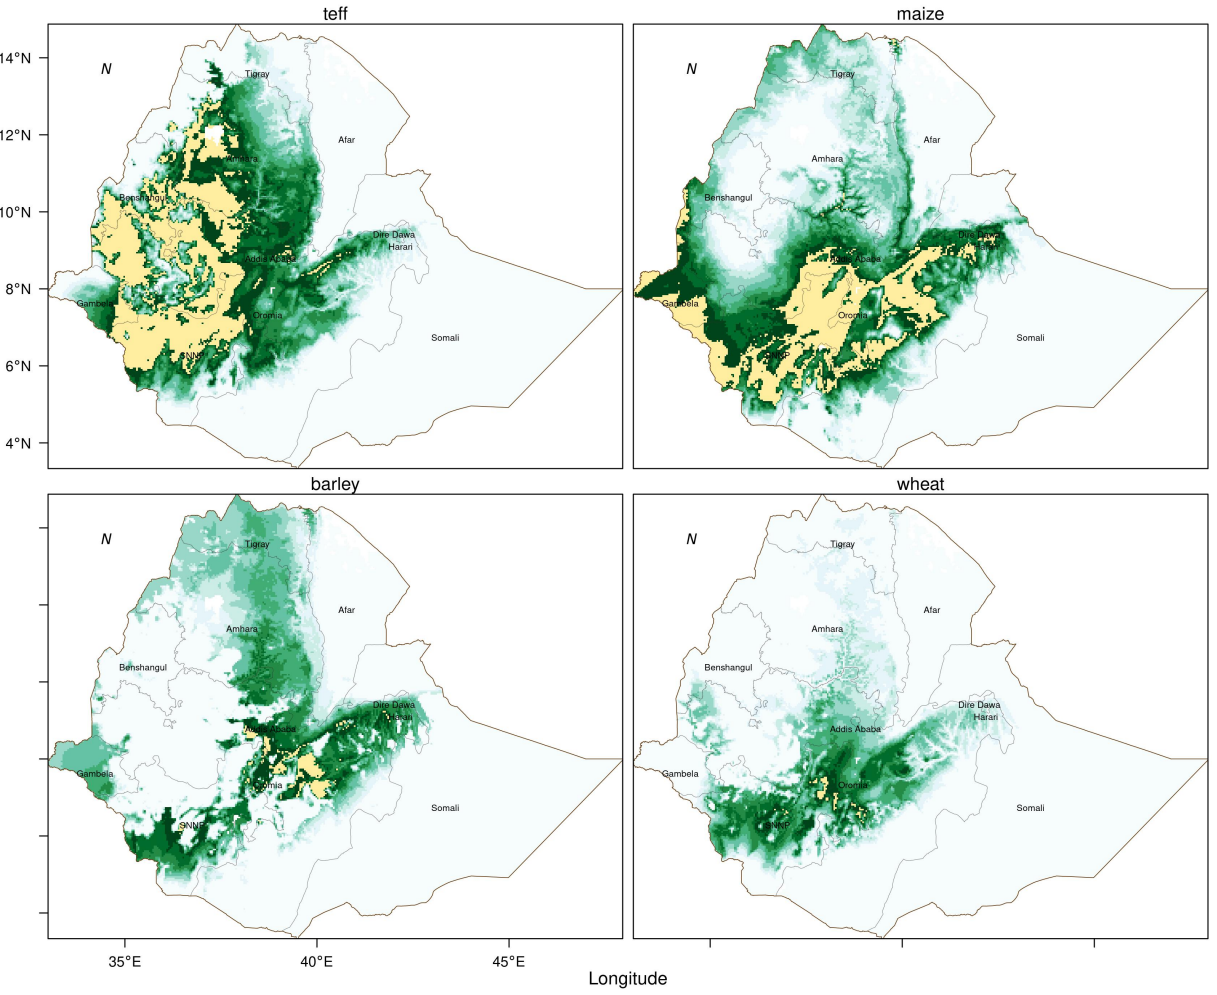 teff
maize
14°N
12°N
10°N
8°N
6°N
4°N
N
Tigray
Afar
Amhara
Benshangul
Dire Dawa
Harari
Addis Ababa
Gambela
Oromia
Somali
SNNP
N
Tigray
Afar
Amhara
Benshangul
Dire Dawa
Harari
Addis Ababa
Gambela
Oromia
Somali
SNNP
barley
wheat
N
Tigray
Afar
Amhara
Benshangul
Dire Dawa
Harari
Addis Ababa
Gambela
Oromia
Somali
SNNP
N
Tigray
Afar
Amhara
Benshangul
Dire Dawa
Harari
Addis Ababa
Gambela
Oromia
Somali
SNNP
35°E
40°E
45°E
Longitude